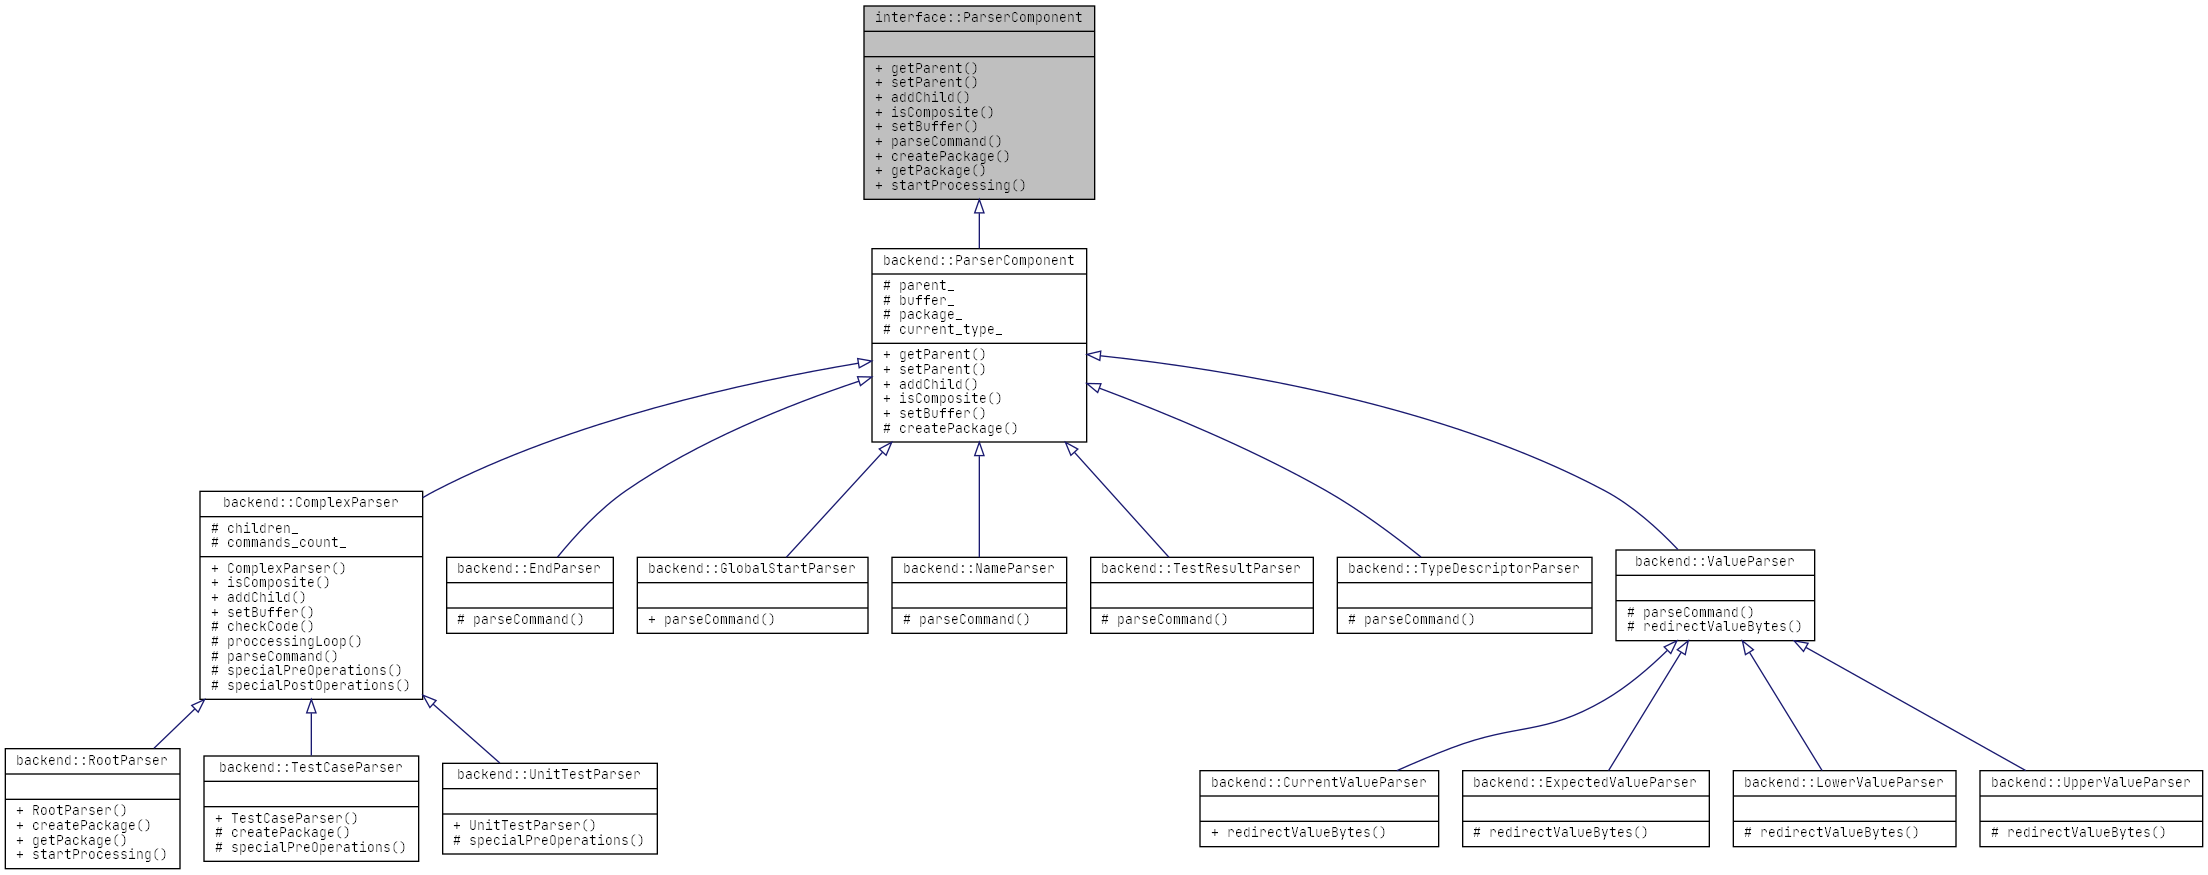 interface::ParserComponent
+ getParent()
+ setParent()
+ addChild()
+ isComposite()
+ setBuffer()
+ parseCommand()
+ createPackage()
+ getPackage()
+ startProcessing()
backend::ParserComponent
# parent_
# buffer_
# package_
# current_type_
+ getParent()
+ setParent()
+ addChild()
+ isComposite()
+ setBuffer()
# createPackage()
backend::ComplexParser
# children_
# commands_count_
+ ComplexParser()
+ isComposite()
+ addChild()
+ setBuffer()
# checkCode()
# proccessingLoop()
# parseCommand()
# specialPreOperations()
# specialPostOperations()
backend::EndParser
# parseCommand()
backend::GlobalStartParser
+ parseCommand()
backend::NameParser
# parseCommand()
backend::TestResultParser
# parseCommand()
backend::TypeDescriptorParser
# parseCommand()
backend::ValueParser
# parseCommand()
# redirectValueBytes()
backend::RootParser
+ RootParser()
+ createPackage()
+ getPackage()
+ startProcessing()
backend::TestCaseParser
+ TestCaseParser()
# createPackage()
# specialPreOperations()
backend::UnitTestParser
+ UnitTestParser()
# specialPreOperations()
backend::CurrentValueParser
+ redirectValueBytes()
backend::ExpectedValueParser
# redirectValueBytes()
backend::LowerValueParser
# redirectValueBytes()
backend::UpperValueParser
# redirectValueBytes()